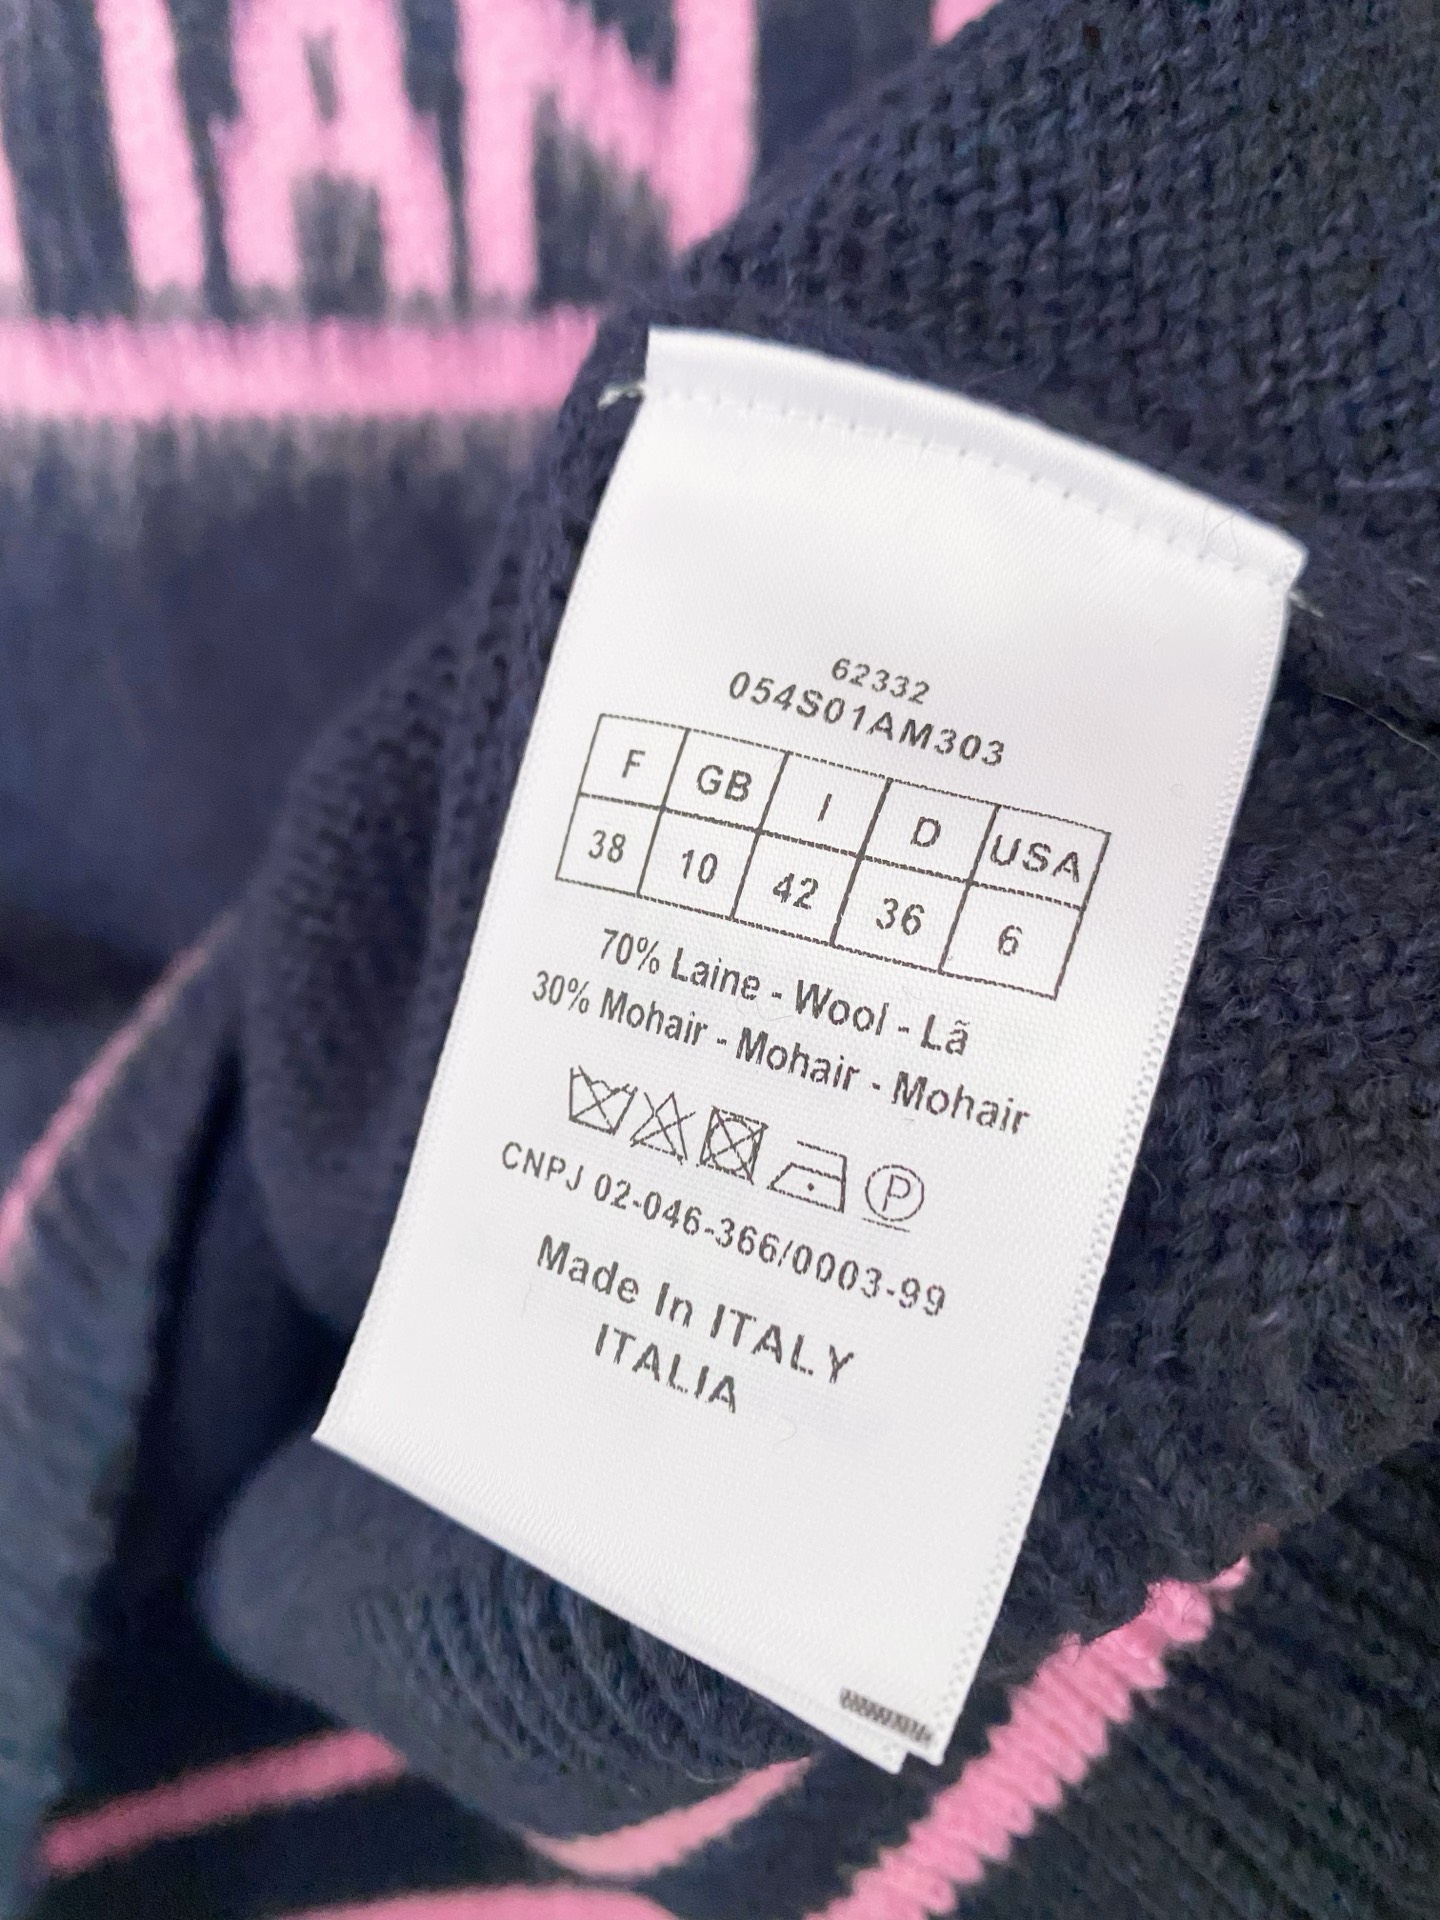 AN
62332
054S01AM303
F GB I D USA
38 10 42 36 6
70% Laine - Wool - Lã
30% Mohair - Mohair - Mohair
P
CNPJ 02-046-366/0003-99
Made In ITALY
ITALIA